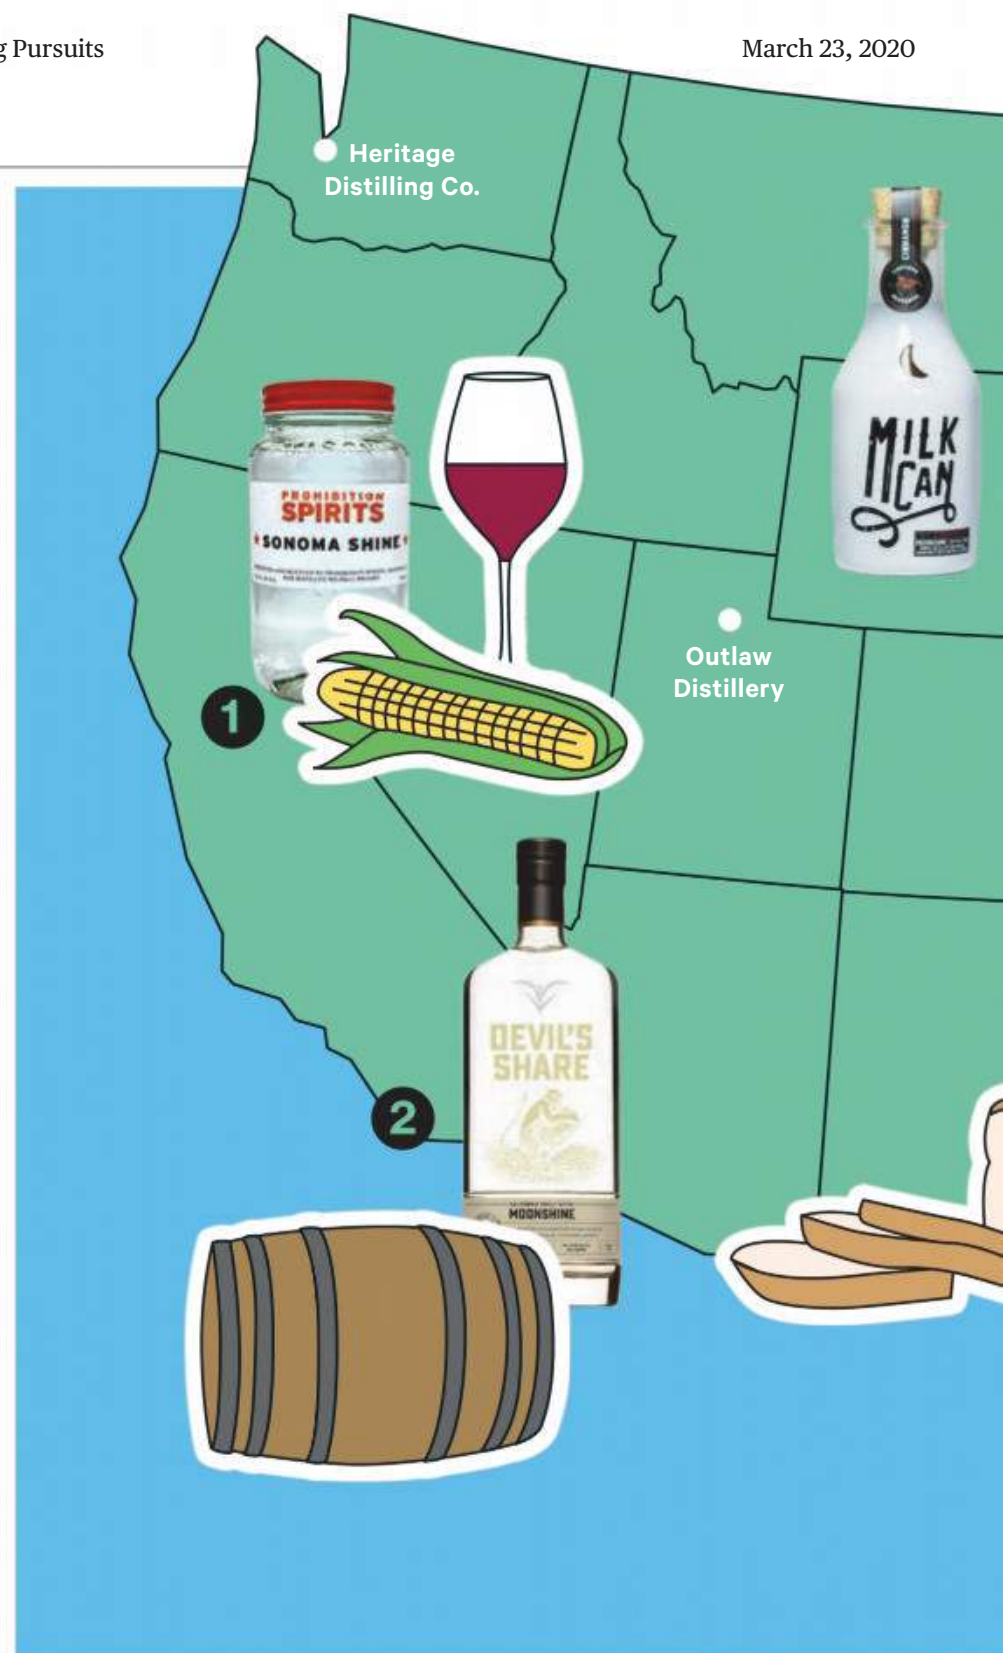 g Pursuits
March 23, 2020
Heritage
Distilling Co.
MILK
CAN
PROHIBITION
SPIRITS
SONOMA SHINE
1
Outlaw
Distillery
DEVIL'S
SHARE
2
MOONSHINE